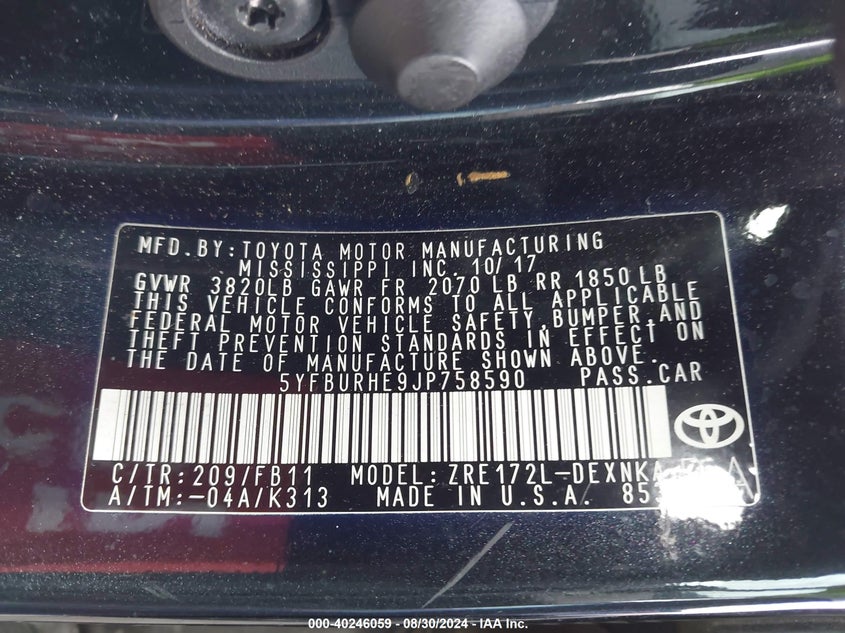 MFD.BY: TOYOTA MOTOR MANUFACTURING
MISSISSIPPI INC. 10/17
GVWR 3820LB GAWR FR 2070 LB RR 1850 LB
THIS VEHICLE CONFORMS TO ALL APPLICABLE
FEDERAL MOTOR VEHICLE SAFETY, BUMPER, AND
THEFT PREVENTION STANDARDS IN EFFECT ON
THE DATE OF MANUFACTURE SHOWN ABOVE.
5YFBURHE9JP758590 PASS.CAR
C/TR:209/FB11 MODEL:ZRE172L-DEXNKA
A/TM:-04A/K313 MADE IN U.S.A.
000-40246059 — 08/30/2024 — IAA Inc.